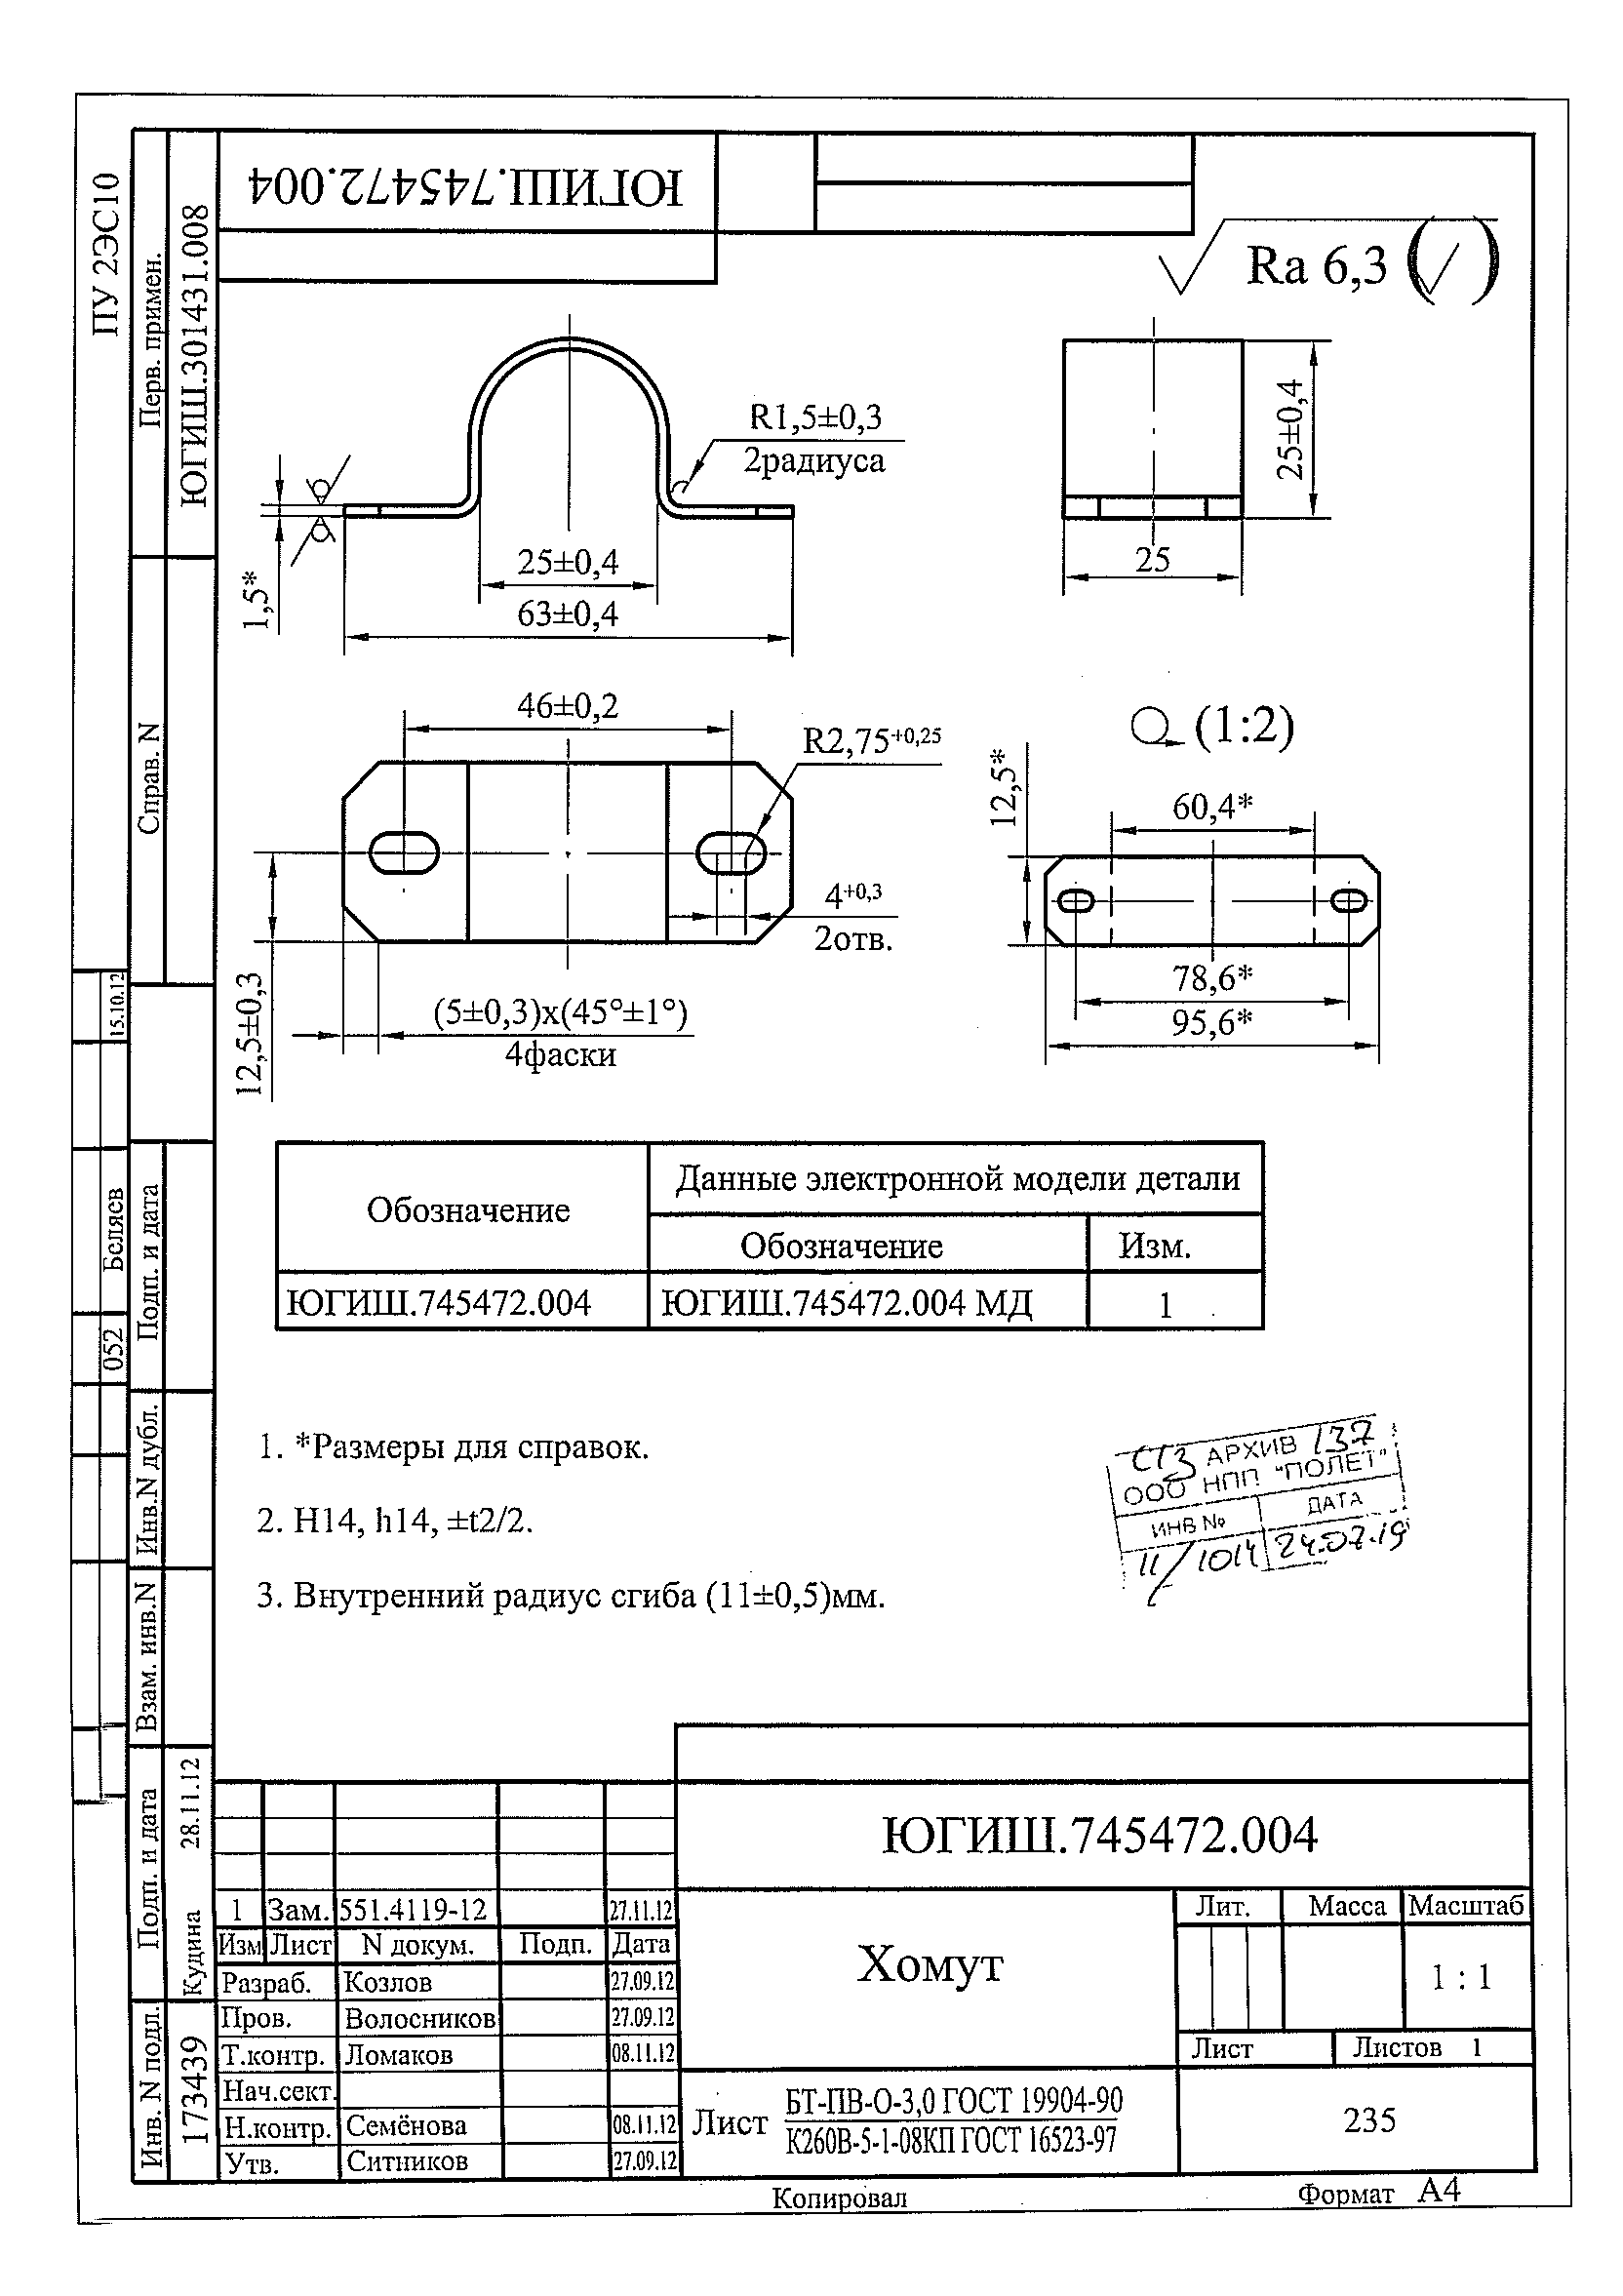 ПУ 2ЭС10
Перв. примен.
ЮГИШ.301431.008
ЮГИШ.745472.004
Ra 6,3
R1,5±0,3
2радиуса
25±0,4
63±0,4
1,5*
25±0,4
25
46±0,2
R2,75+0,25
4+0,3
2отв.
12,5±0,3
(5±0,3)х(45°±1°)
4фаски
(1:2)
12,5*
60,4*
78,6*
95,6*
Справ. N
Обозначение
Данные электронной модели детали
Обозначение Изм.
ЮГИШ.745472.004 ЮГИШ.745472.004 МД 1
1. *Размеры для справок.
2. H14, h14, ±t2/2.
3. Внутренний радиус сгиба (11±0,5)мм.
СГЗ АРХИВ 137
ООО НПП "ПОЛЕТ"
ИНВ № ДАТА
11/1014 24.07.19
15.10.12
Беляев
052
Подп. и дата
Инв.N дубл.
Взам. инв.N
Подп. и дата
Кудина 28.11.12
Инв. N подл.
173439
ЮГИШ.745472.004
1 Зам. 551.4119-12 27.11.12
Изм Лист N докум. Подп. Дата
Разраб. Козлов 27.09.12
Пров. Волосников 27.09.12
Т.контр. Ломаков 08.11.12
Нач.сект.
Н.контр. Семёнова 08.11.12
Утв. Ситников 27.09.12
Хомут
Лит. Масса Масштаб
1 : 1
Лист Листов 1
Лист БТ-ПВ-О-3,0 ГОСТ 19904-90
К260В-5-1-08КП ГОСТ 16523-97
235
Копировал
Формат А4